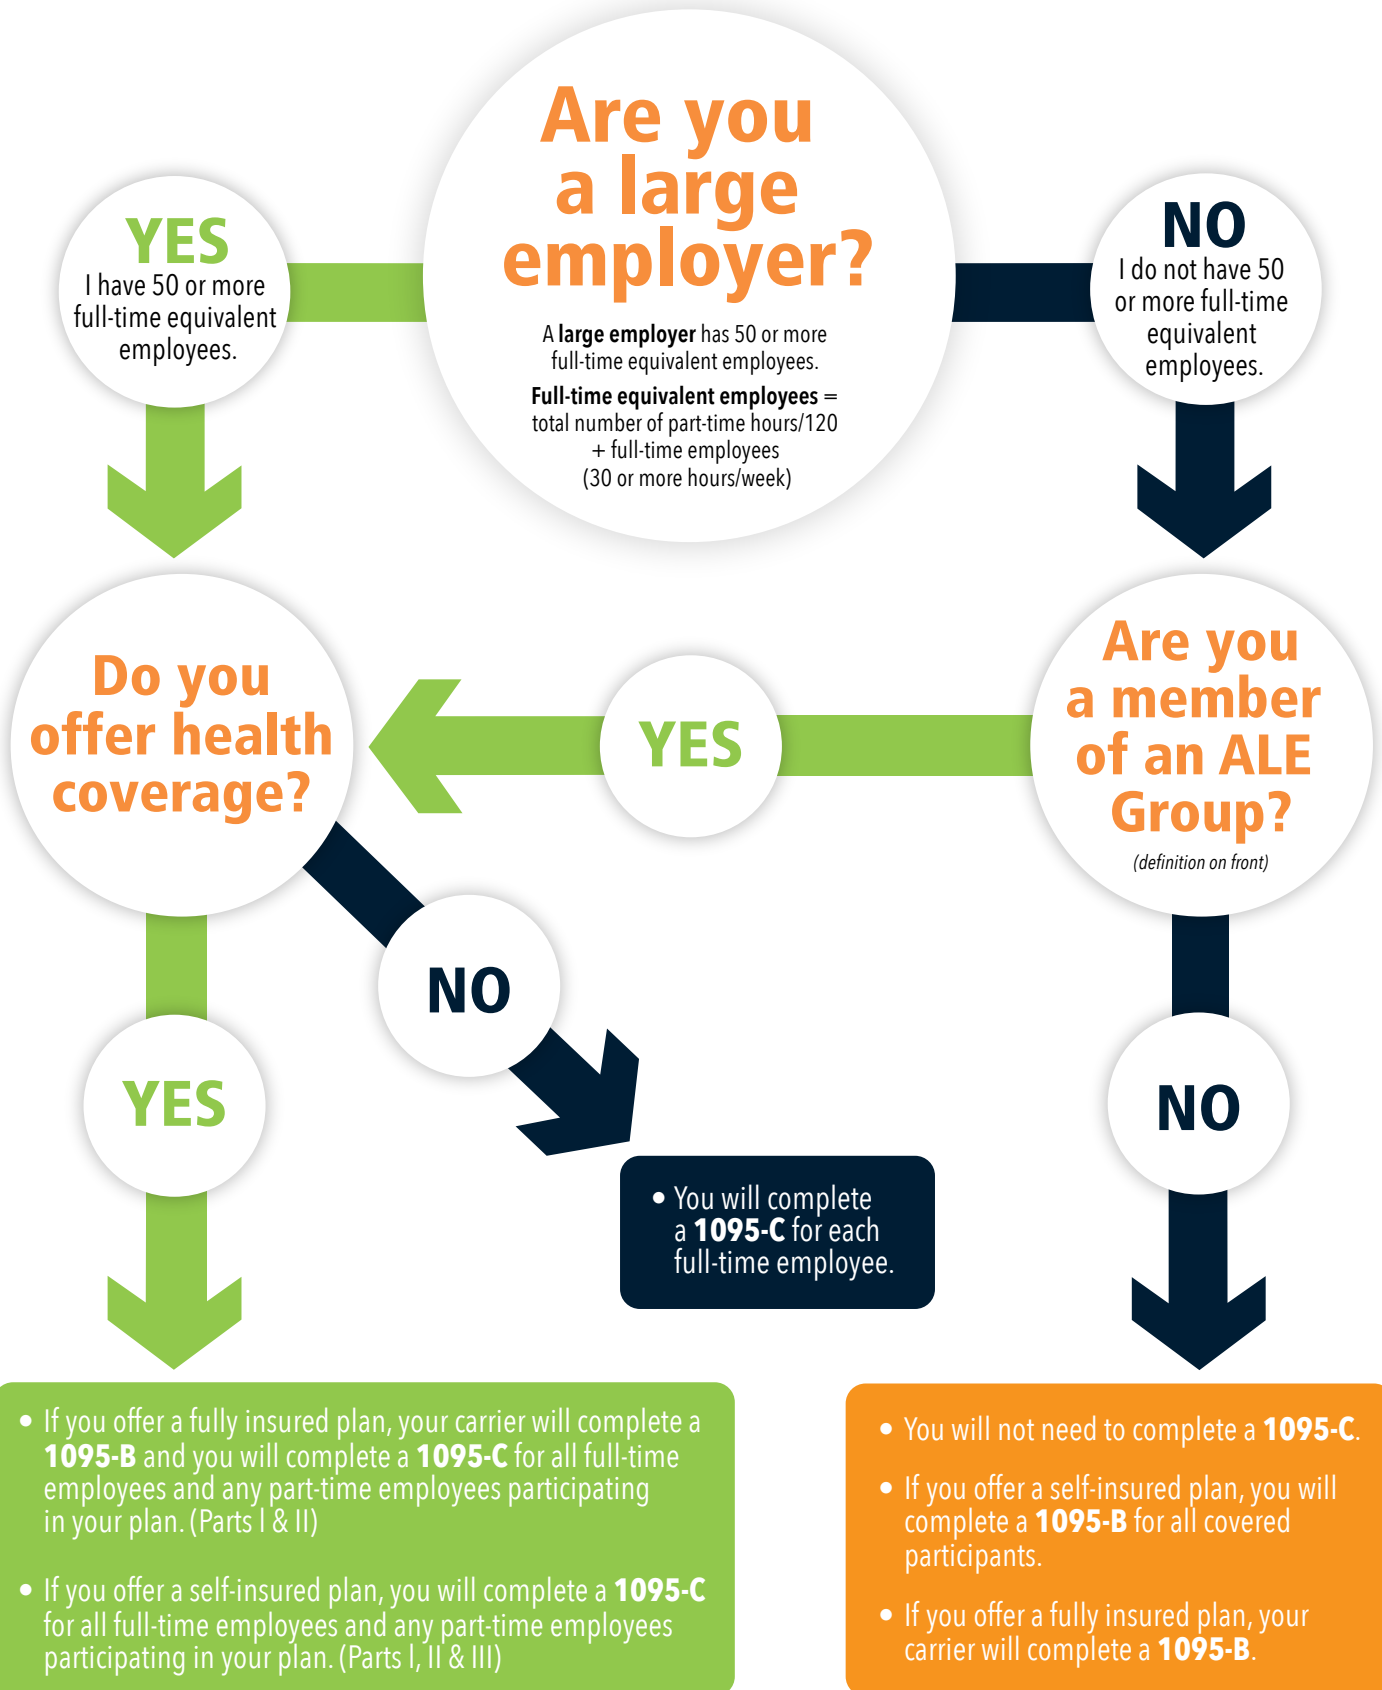 Are you
a large
employer?
A large employer has 50 or more
full-time equivalent employees.
Full-time equivalent employees =
total number of part-time hours/120
+ full-time employees
(30 or more hours/week)
YES
I have 50 or more
full-time equivalent
employees.
NO
I do not have 50
or more full-time
equivalent
employees.
Do you
offer health
coverage?
YES
Are you
a member
of an ALE
Group?
(definition on front)
NO
YES
NO
• You will complete
a 1095-C for each
full-time employee.
• If you offer a fully insured plan, your carrier will complete a
1095-B and you will complete a 1095-C for all full-time
employees and any part-time employees participating
in your plan. (Parts I & II)
• If you offer a self-insured plan, you will complete a 1095-C
for all full-time employees and any part-time employees
participating in your plan. (Parts I, II & III)
• You will not need to complete a 1095-C.
• If you offer a self-insured plan, you will
complete a 1095-B for all covered
participants.
• If you offer a fully insured plan, your
carrier will complete a 1095-B.